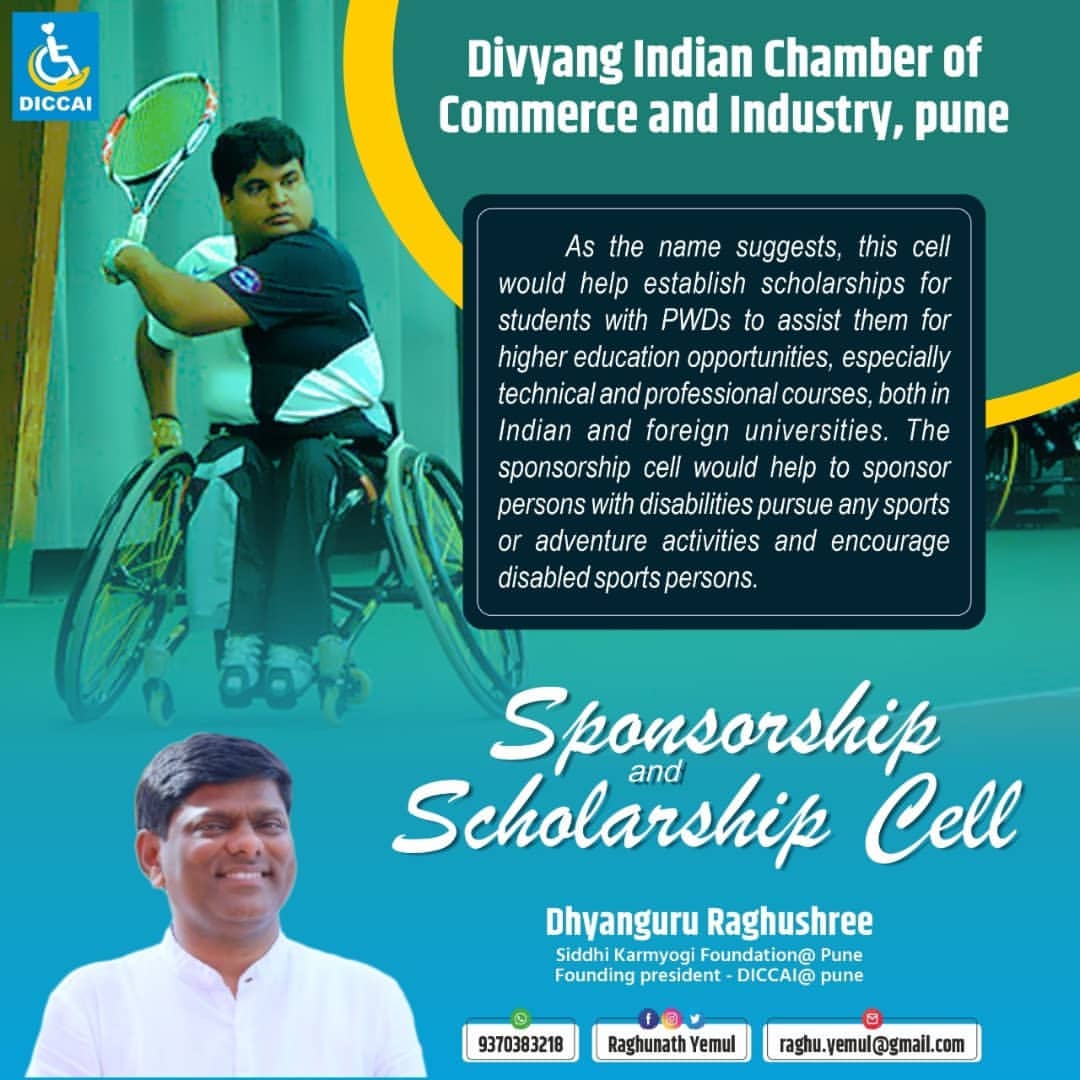 DICCAI
Divyang Indian Chamber of
Commerce and Industry, pune
As the name suggests, this cell
would help establish scholarships for
students with PWDs to assist them for
higher education opportunities, especially
technical and professional courses, both in
Indian and foreign universities. The
sponsorship cell would help to sponsor
persons with disabilities pursue any sports
or adventure activities and encourage
disabled sports persons.
Sponsorship
and
Scholarship Cell
Dhyanguru Raghushree
Siddhi Karmyogi Foundation@ Pune
Founding president - DICCAI@ pune
9370383218
Raghunath Yemul
raghu.yemul@gmail.com